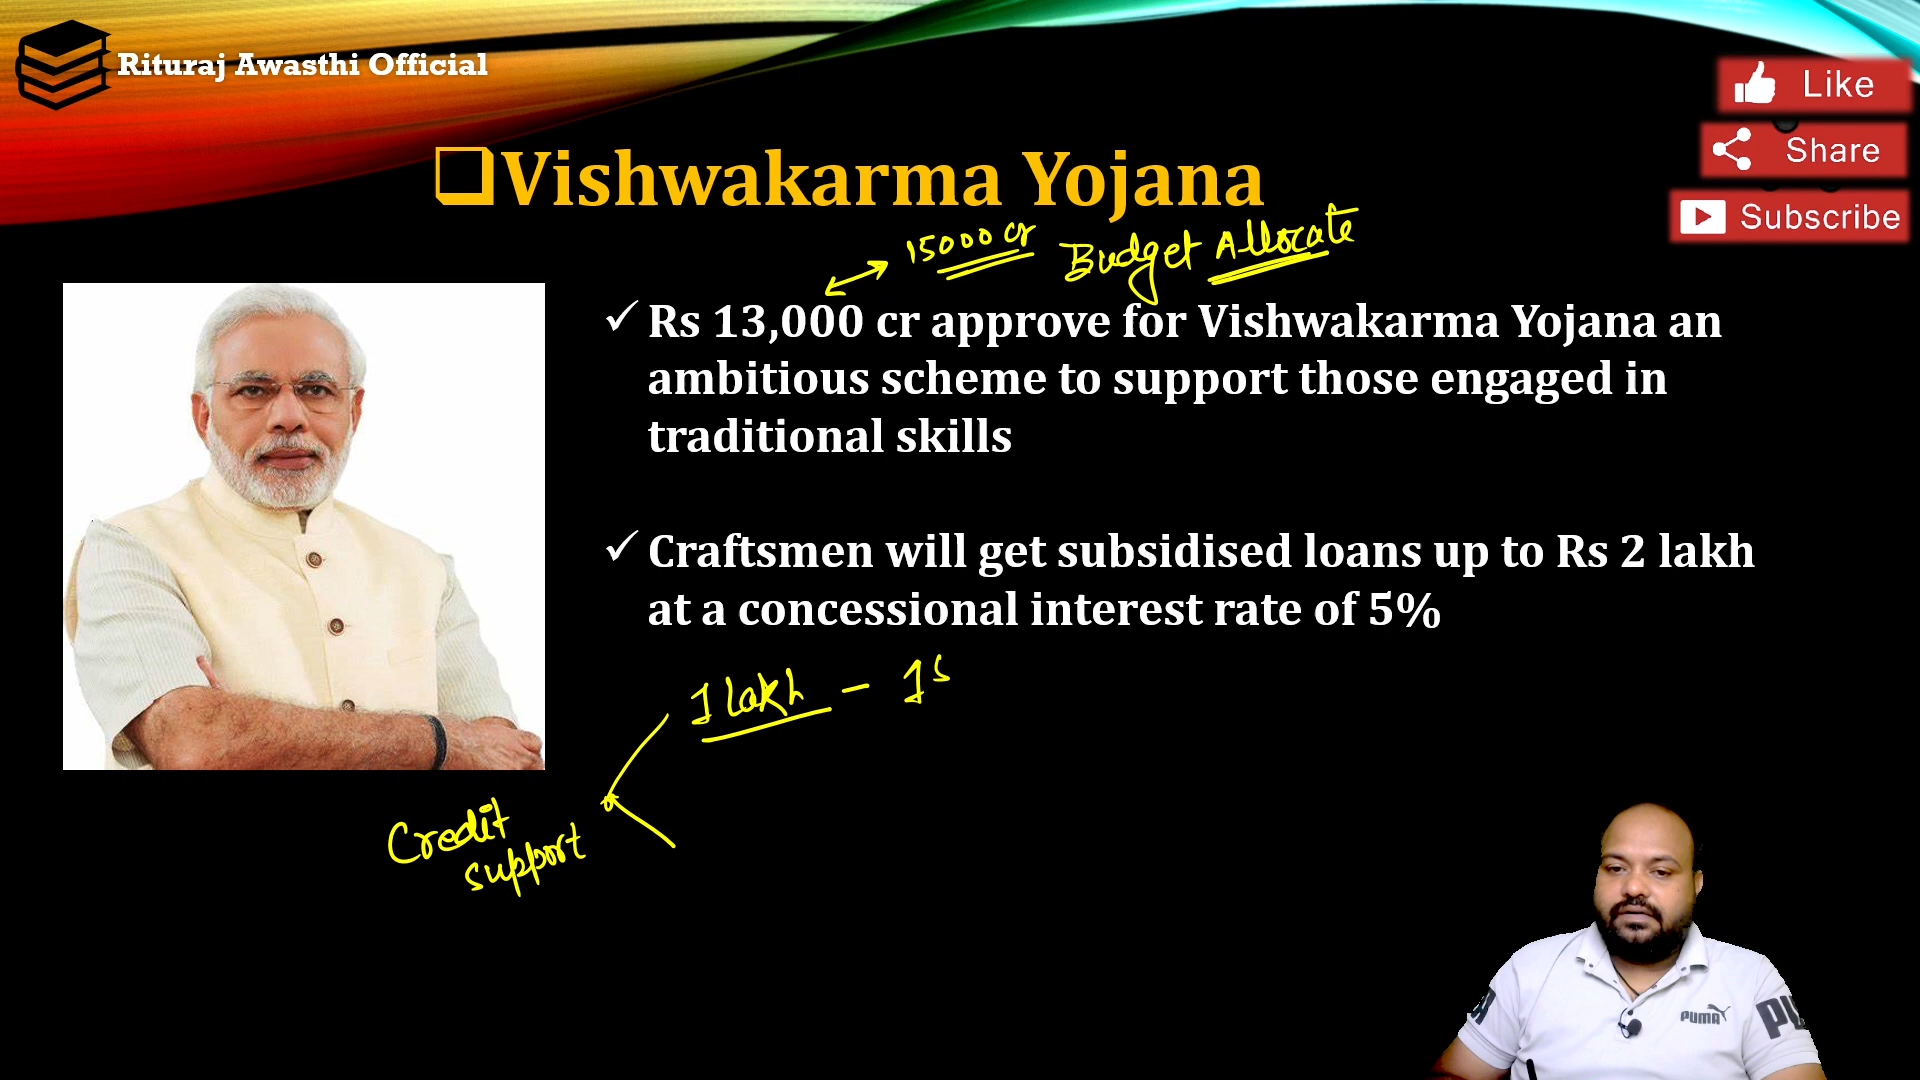 Rituraj Awasthi Official
Like
Share
Subscribe
Vishwakarma Yojana
15000 cr Budget Allocate
Rs 13,000 cr approve for Vishwakarma Yojana an
ambitious scheme to support those engaged in
traditional skills
Craftsmen will get subsidised loans up to Rs 2 lakh
at a concessional interest rate of 5%
1 lakh - 1s
Credit
support
PUMA